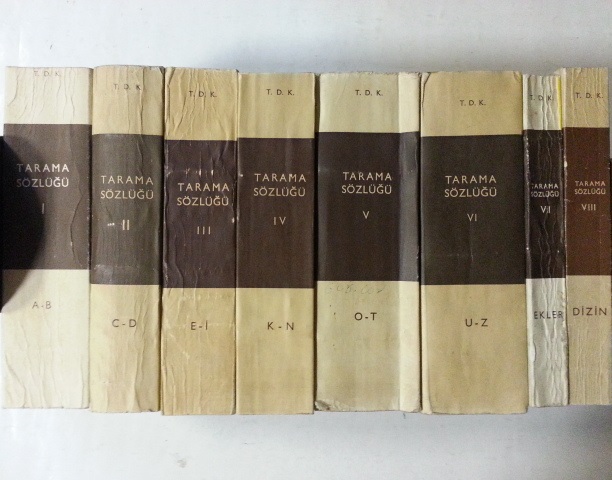 T. D. K.
TARAMA
SÖZLÜĞÜ
I
A-B
T. D. K.
TARAMA
SÖZLÜĞÜ
II
C-D
T. D. K.
TARAMA
SÖZLÜĞÜ
III
E-İ
T. D. K.
TARAMA
SÖZLÜĞÜ
IV
K-N
T. D. K.
TARAMA
SÖZLÜĞÜ
V
O-T
T. D. K.
TARAMA
SÖZLÜĞÜ
VI
U-Z
T. D. K.
TARAMA
SÖZLÜĞÜ
VII
EKLER
T. D. K.
TARAMA
SÖZLÜĞÜ
VIII
DİZİN